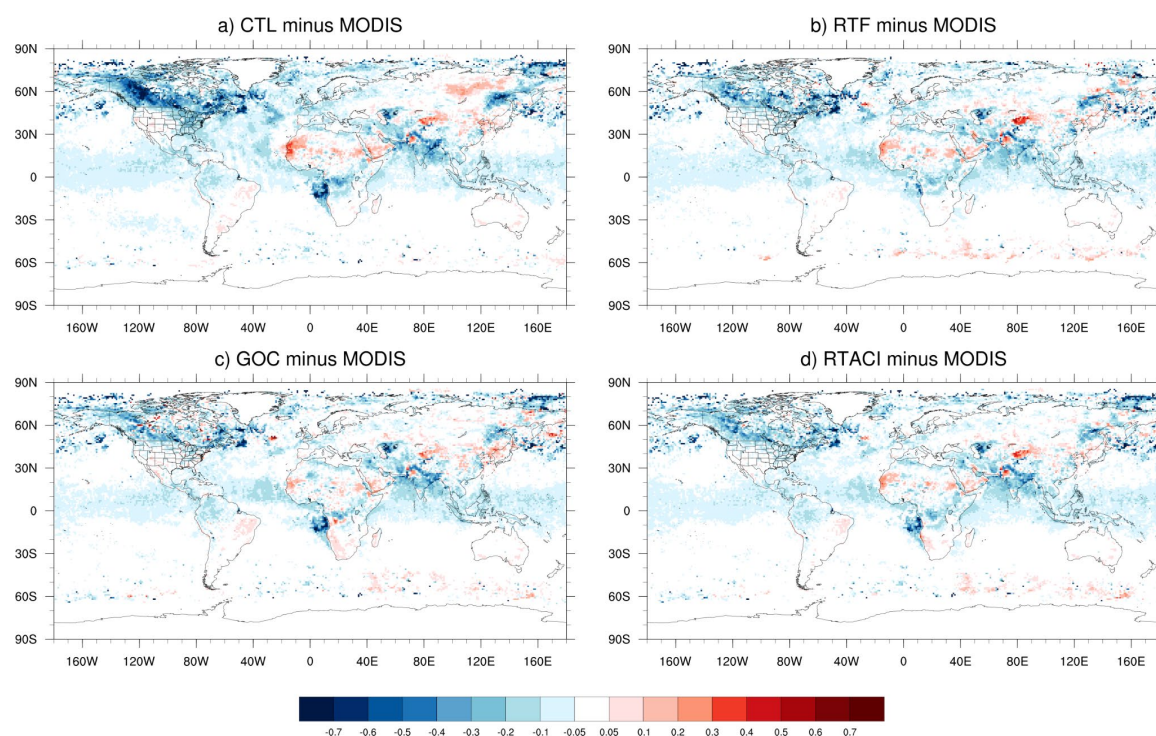 a) CTL minus MODIS
b) RTF minus MODIS
90N
60N
30N
0
30S
60S
90S
160W 120W 80W 40W 0 40E 80E 120E 160E
90N
60N
30N
0
30S
60S
90S
160W 120W 80W 40W 0 40E 80E 120E 160E
c) GOC minus MODIS
d) RTACI minus MODIS
90N
60N
30N
0
30S
60S
90S
160W 120W 80W 40W 0 40E 80E 120E 160E
90N
60N
30N
0
30S
60S
90S
160W 120W 80W 40W 0 40E 80E 120E 160E
-0.7 -0.6 -0.5 -0.4 -0.3 -0.2 -0.1 -0.05 0.05 0.1 0.2 0.3 0.4 0.5 0.6 0.7